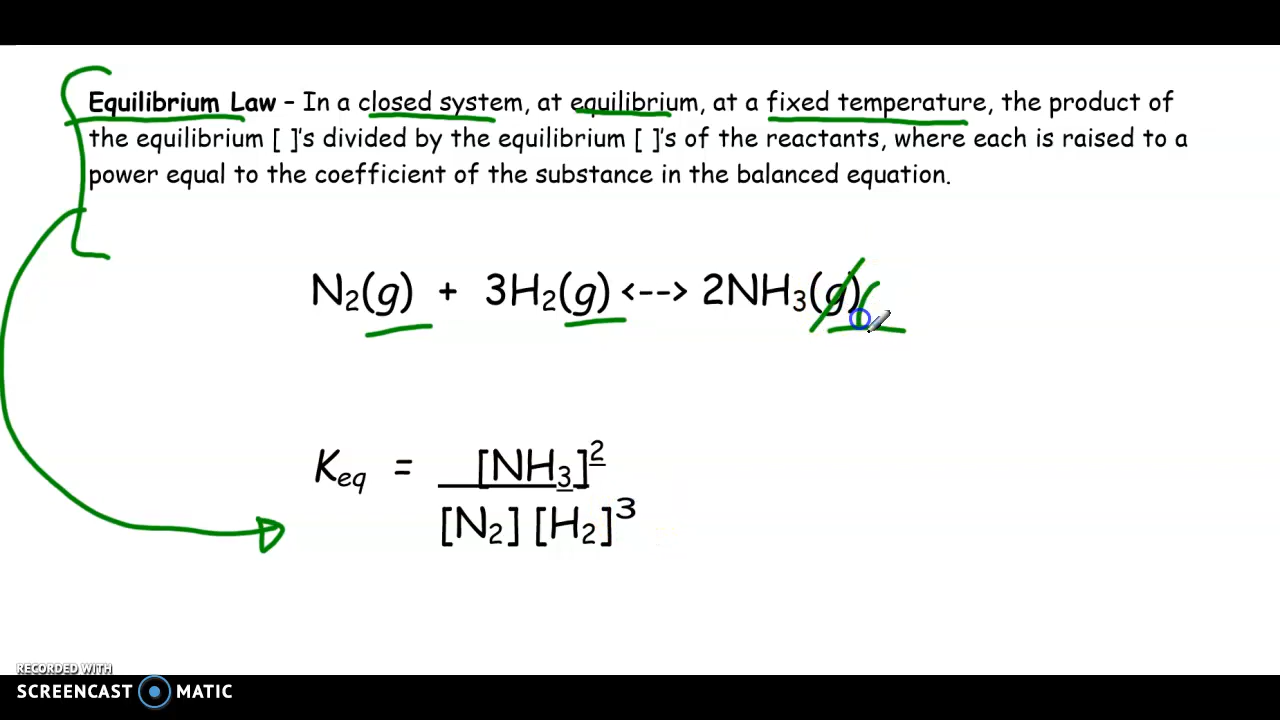 Equilibrium Law – In a closed system, at equilibrium, at a fixed temperature, the product of
the equilibrium [ ]'s divided by the equilibrium [ ]'s of the reactants, where each is raised to a
power equal to the coefficient of the substance in the balanced equation.
N₂(g) + 3H₂(g) <--> 2NH₃(g)
Keq = [NH₃]²
[N₂] [H₂]³
RECORDED WITH
SCREENCAST MATIC